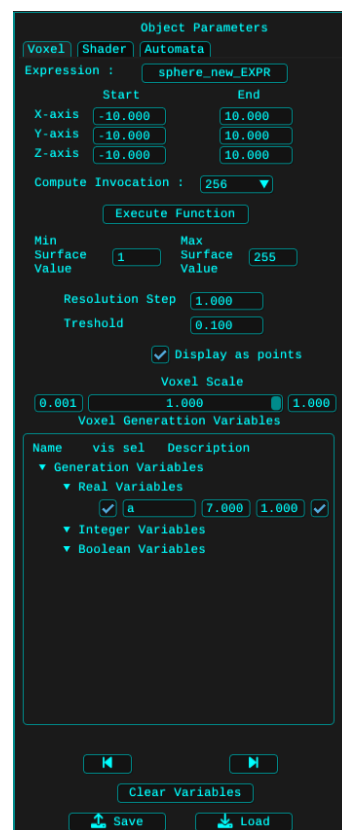 Object Parameters
Voxel Shader Automata
Expression : sphere_new_EXPR
Start End
X-axis -10.000 10.000
Y-axis -10.000 10.000
Z-axis -10.000 10.000
Compute Invocation : 256
Execute Function
Min Max
Surface 1 Surface 255
Value Value
Resolution Step 1.000
Treshold 0.100
Display as points
Voxel Scale
0.001 1.000 1.000
Voxel Generattion Variables
Name vis sel Description
Generation Variables
Real Variables
a 7.000 1.000
Integer Variables
Boolean Variables
Clear Variables
Save Load